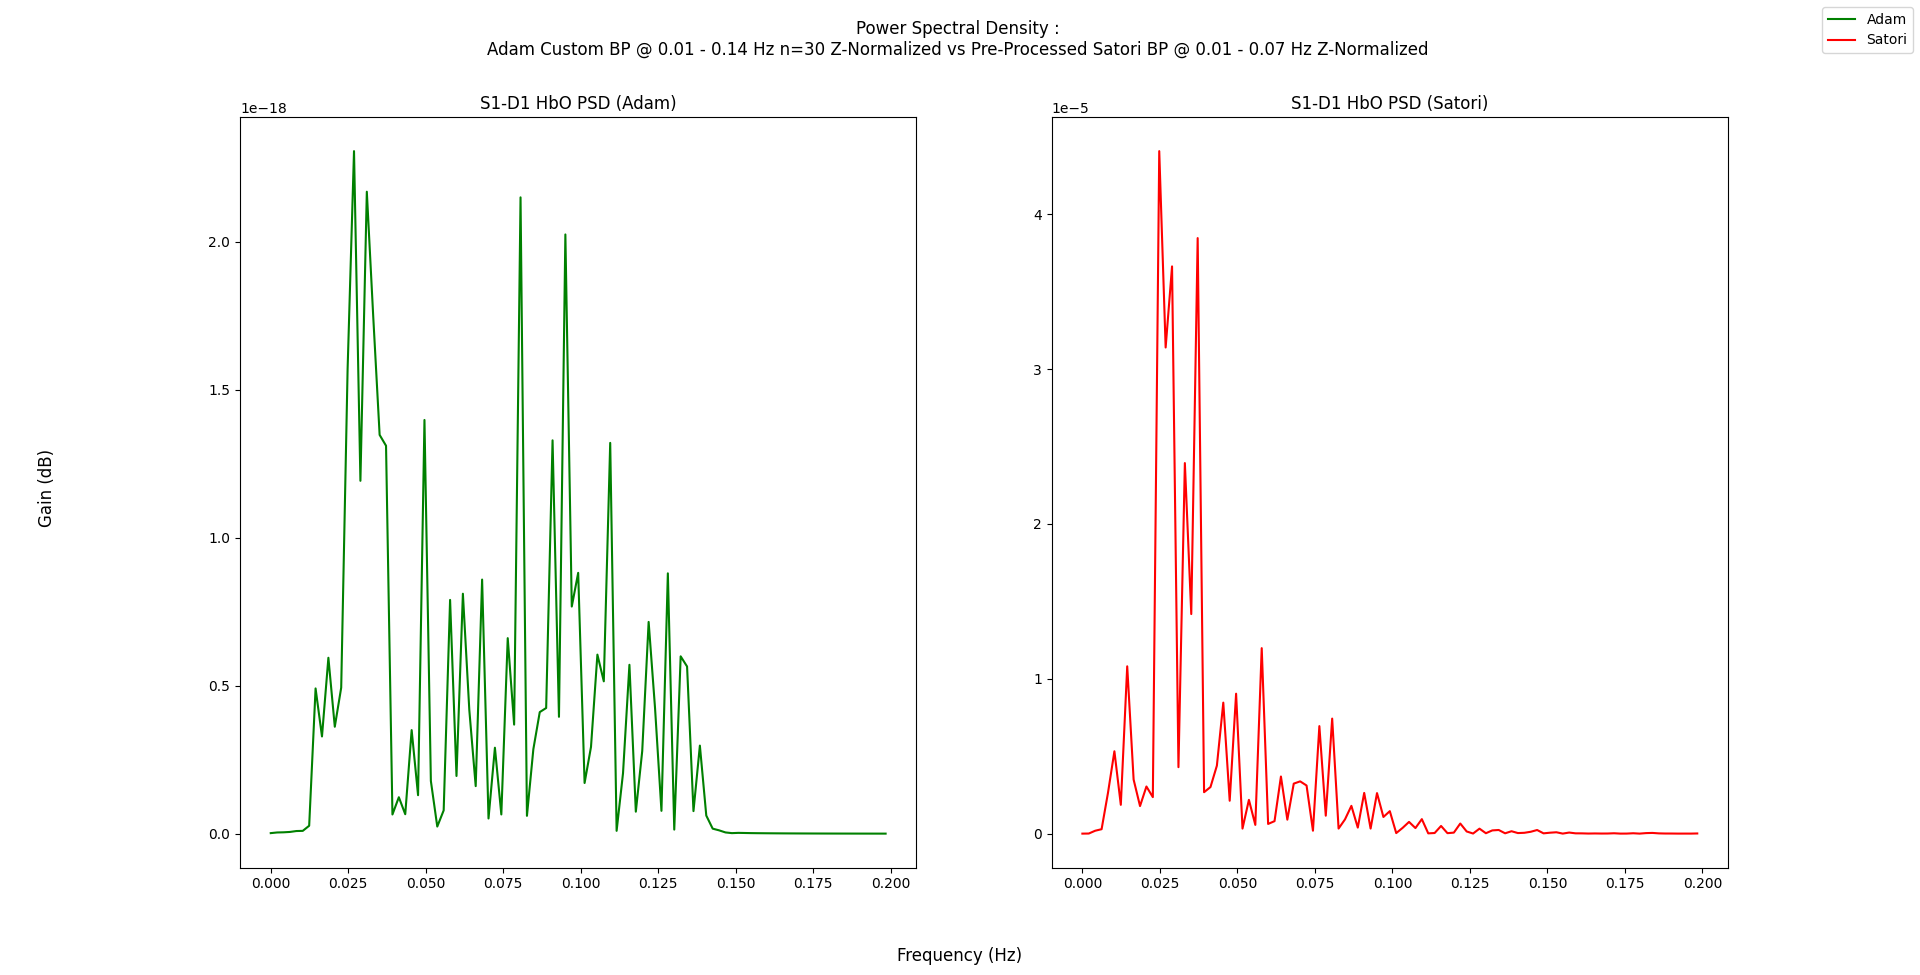 Power Spectral Density :
Adam Custom BP @ 0.01 - 0.14 Hz n=30 Z-Normalized vs Pre-Processed Satori BP @ 0.01 - 0.07 Hz Z-Normalized
Adam
Satori
S1-D1 HbO PSD (Adam)
1e−18
2.0
1.5
1.0
0.5
0.0
0.000 0.025 0.050 0.075 0.100 0.125 0.150 0.175 0.200
S1-D1 HbO PSD (Satori)
1e−5
4
3
2
1
0
0.000 0.025 0.050 0.075 0.100 0.125 0.150 0.175 0.200
Gain (dB)
Frequency (Hz)